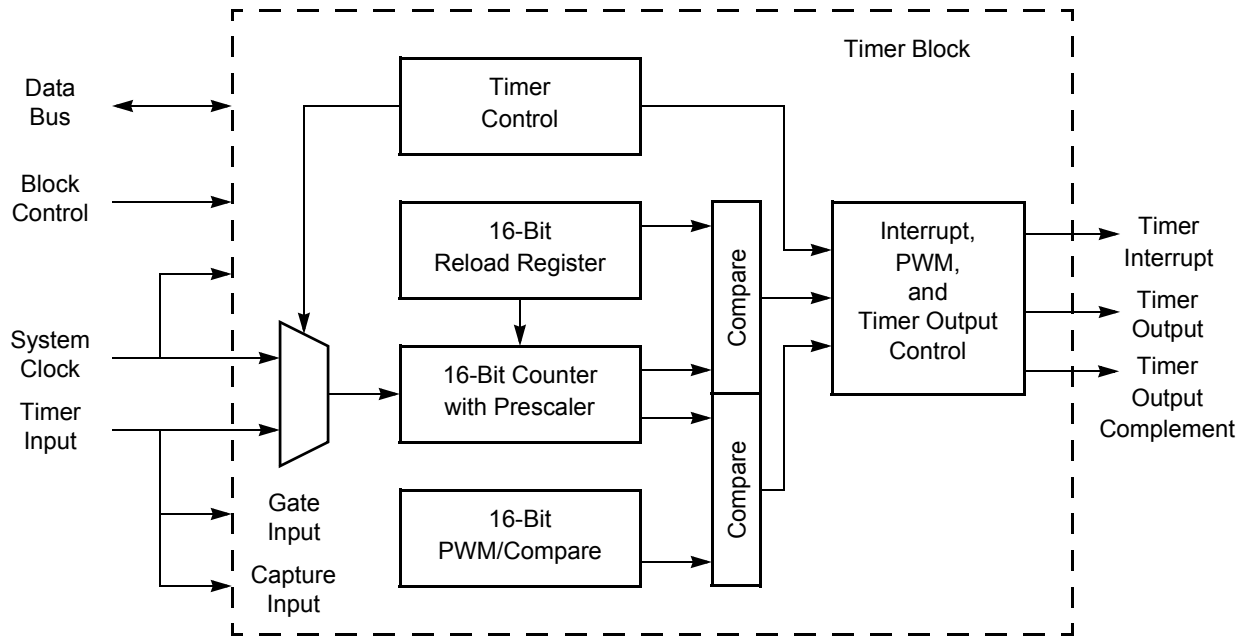 Timer Block
Data
Bus
Block
Control
System
Clock
Timer
Input
Gate
Input
Capture
Input
Timer
Control
16-Bit
Reload Register
16-Bit Counter
with Prescaler
16-Bit
PWM/Compare
Compare
Compare
Interrupt,
PWM,
and
Timer Output
Control
Timer
Interrupt
Timer
Output
Timer
Output
Complement